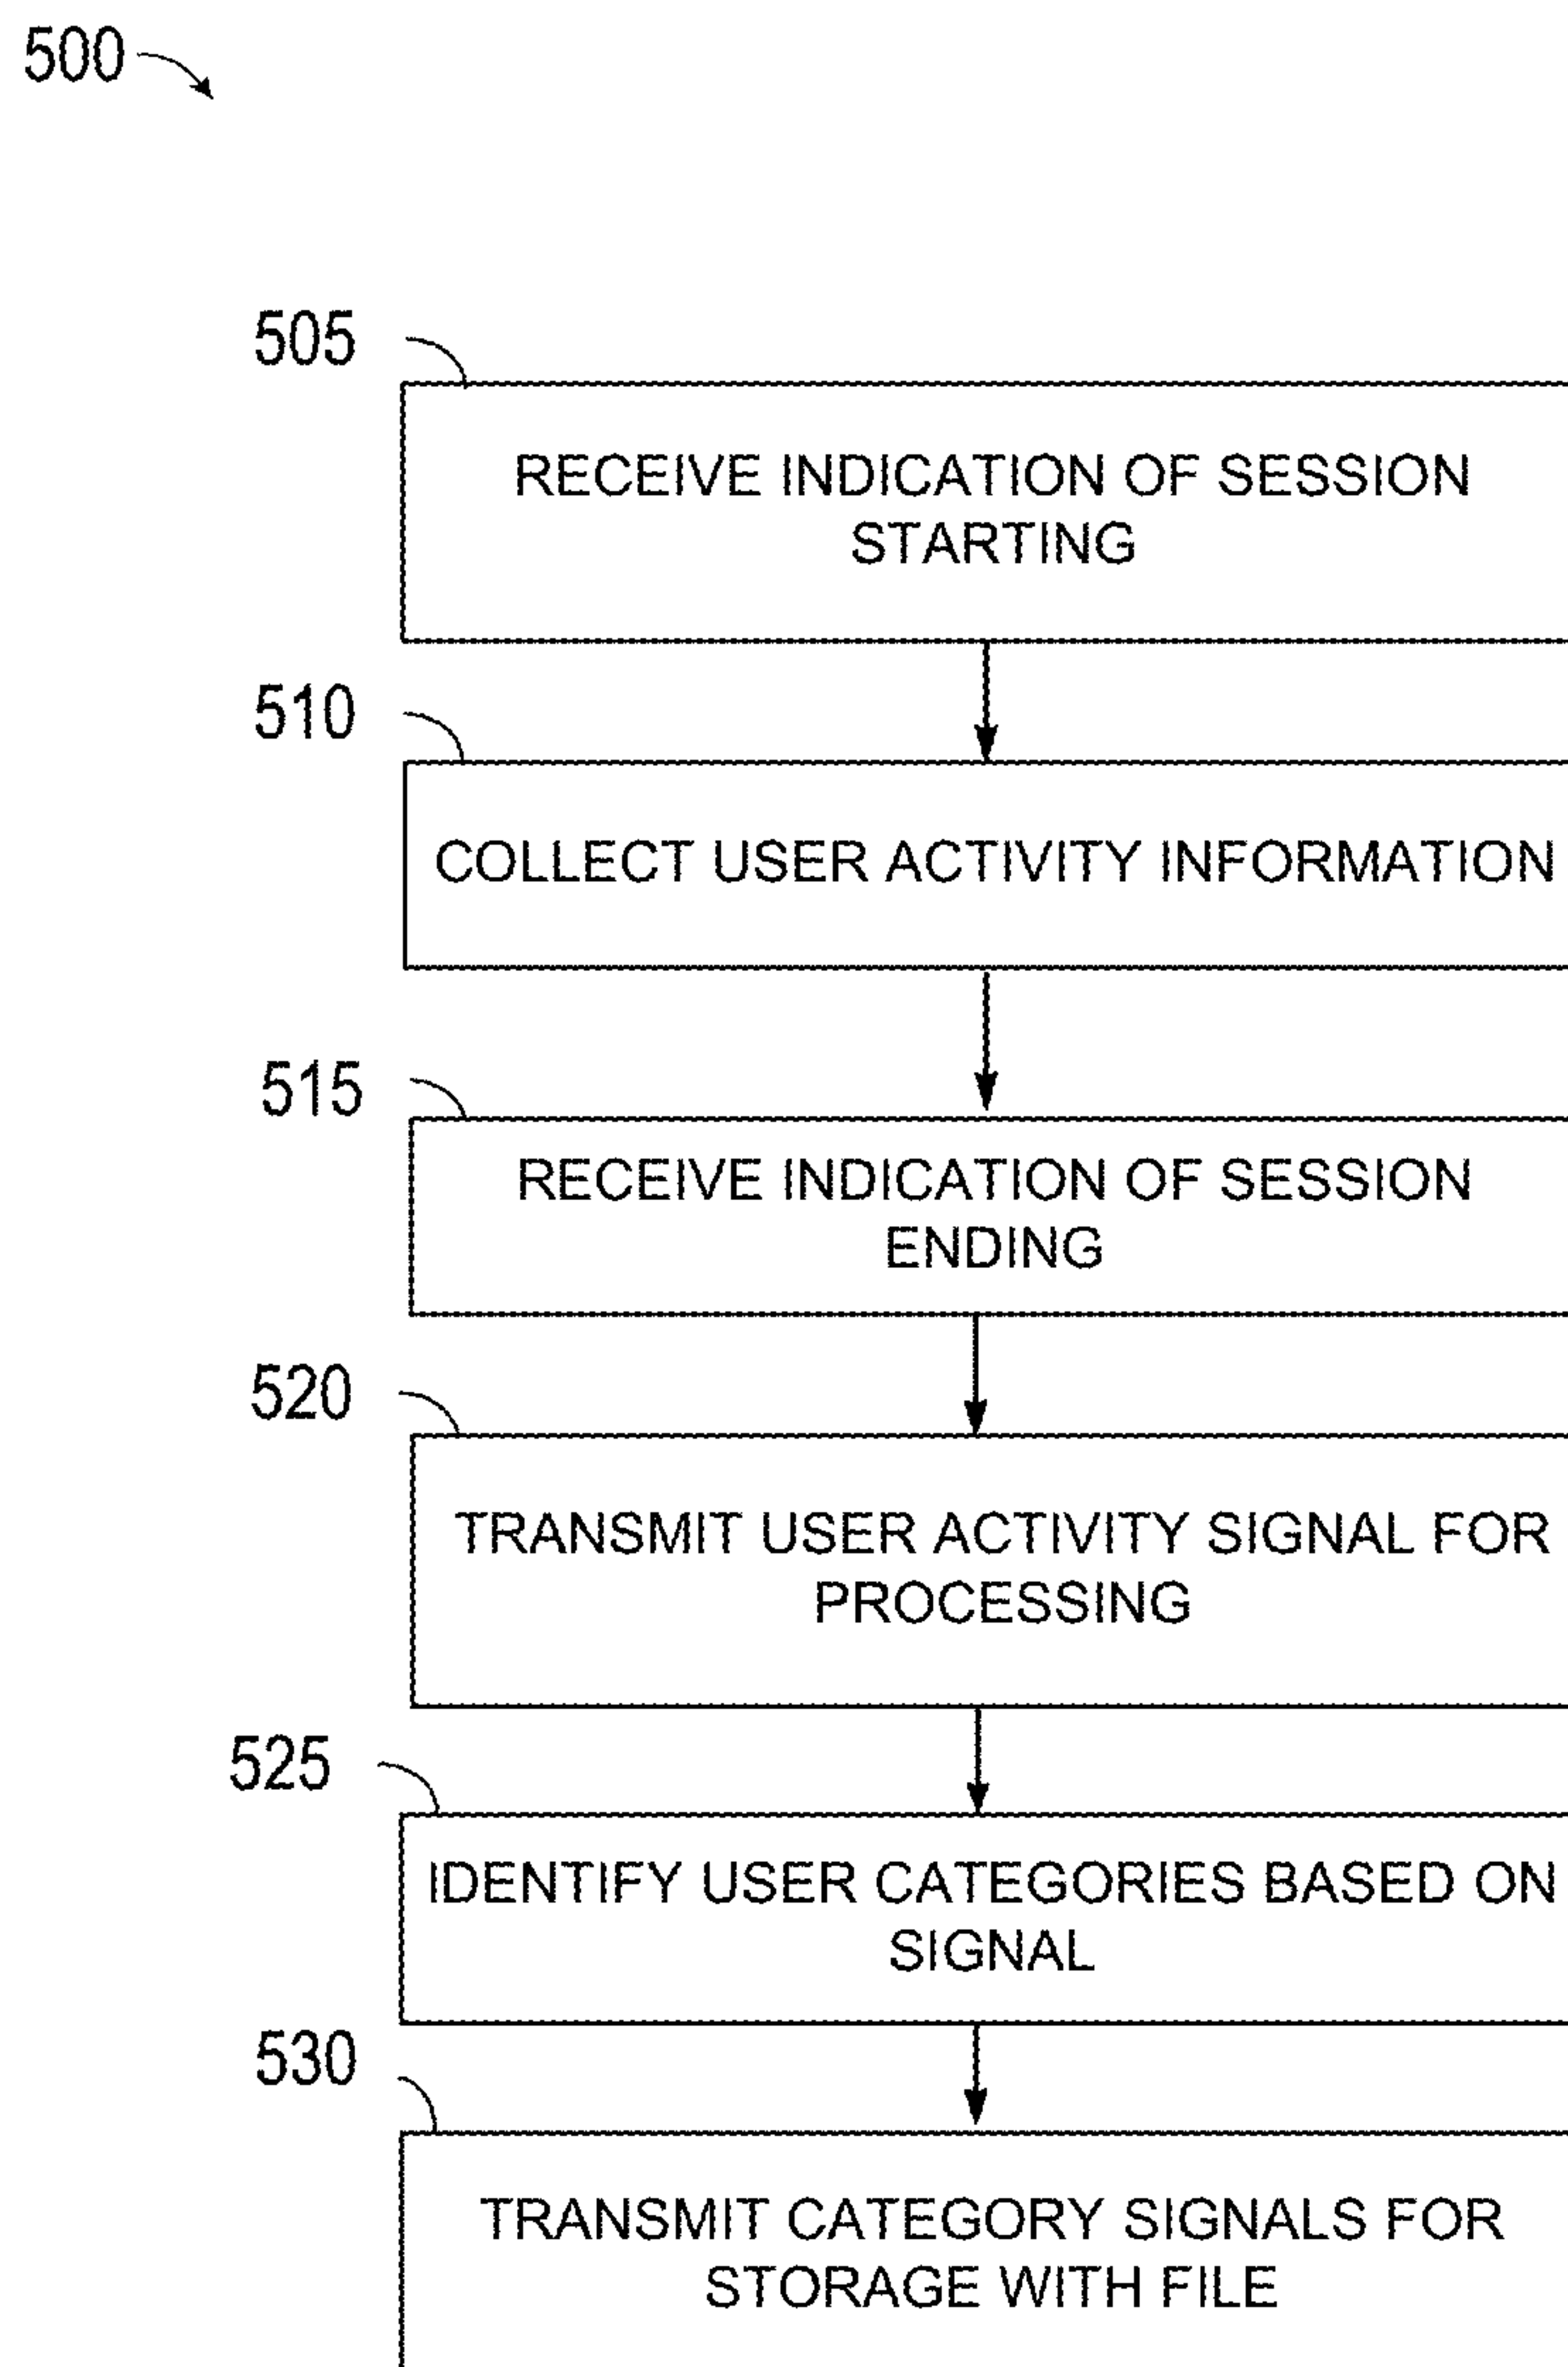 500
505
RECEIVE INDICATION OF SESSION
STARTING
510
COLLECT USER ACTIVITY INFORMATION
515
RECEIVE INDICATION OF SESSION
ENDING
520
TRANSMIT USER ACTIVITY SIGNAL FOR
PROCESSING
525
IDENTIFY USER CATEGORIES BASED ON
SIGNAL
530
TRANSMIT CATEGORY SIGNALS FOR
STORAGE WITH FILE